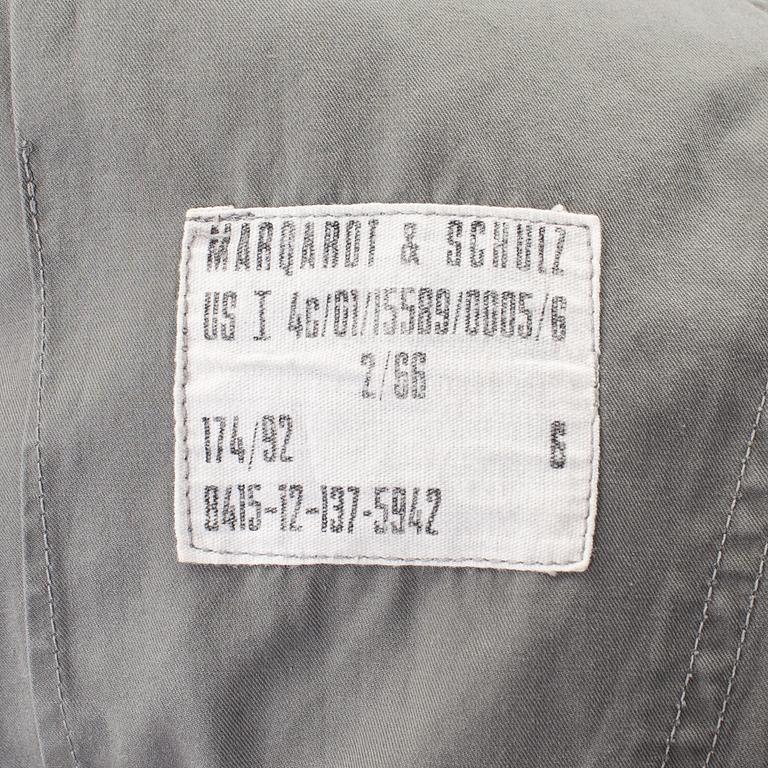 MARQARDT & SCHULZ
US I 4C/01/15589/0005/6
2/66
174/92 6
8415-12-137-5942